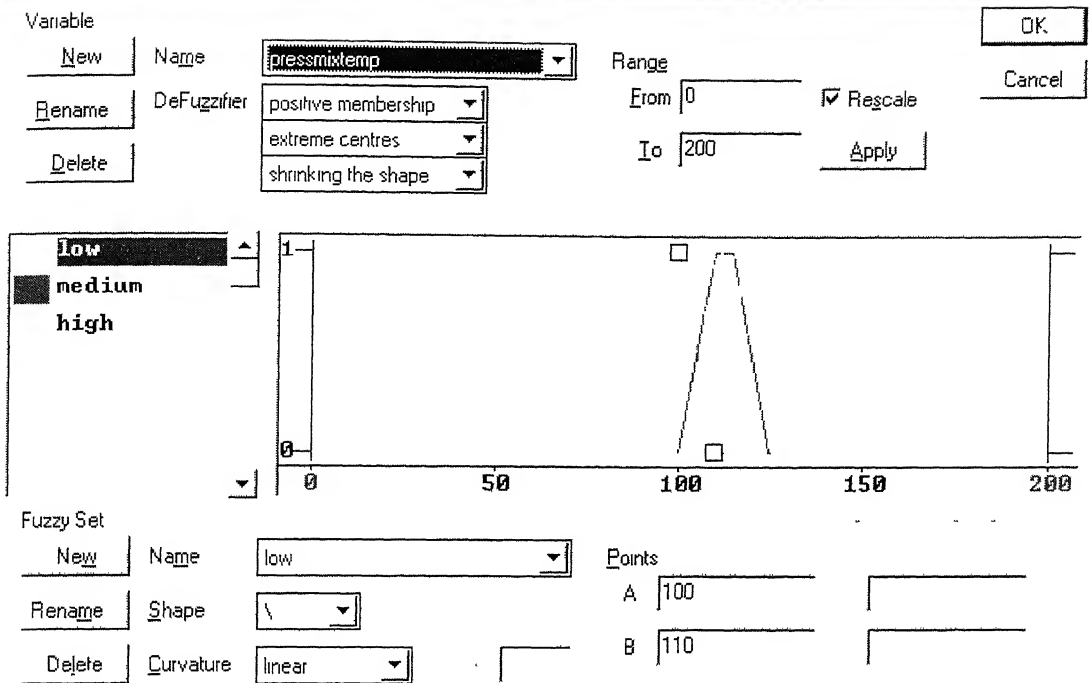 Variable
New Name pressmixtemp
Rename DeFuzzifier positive membership
extreme centres
Delete shrinking the shape
Range
From 0 Rescale
To 200 Apply
OK
Cancel
low
medium
high
1
0
0 50 100 150 200
Fuzzy Set
New Name low
Rename Shape \
Delete Curvature linear
Points
A 100
B 110